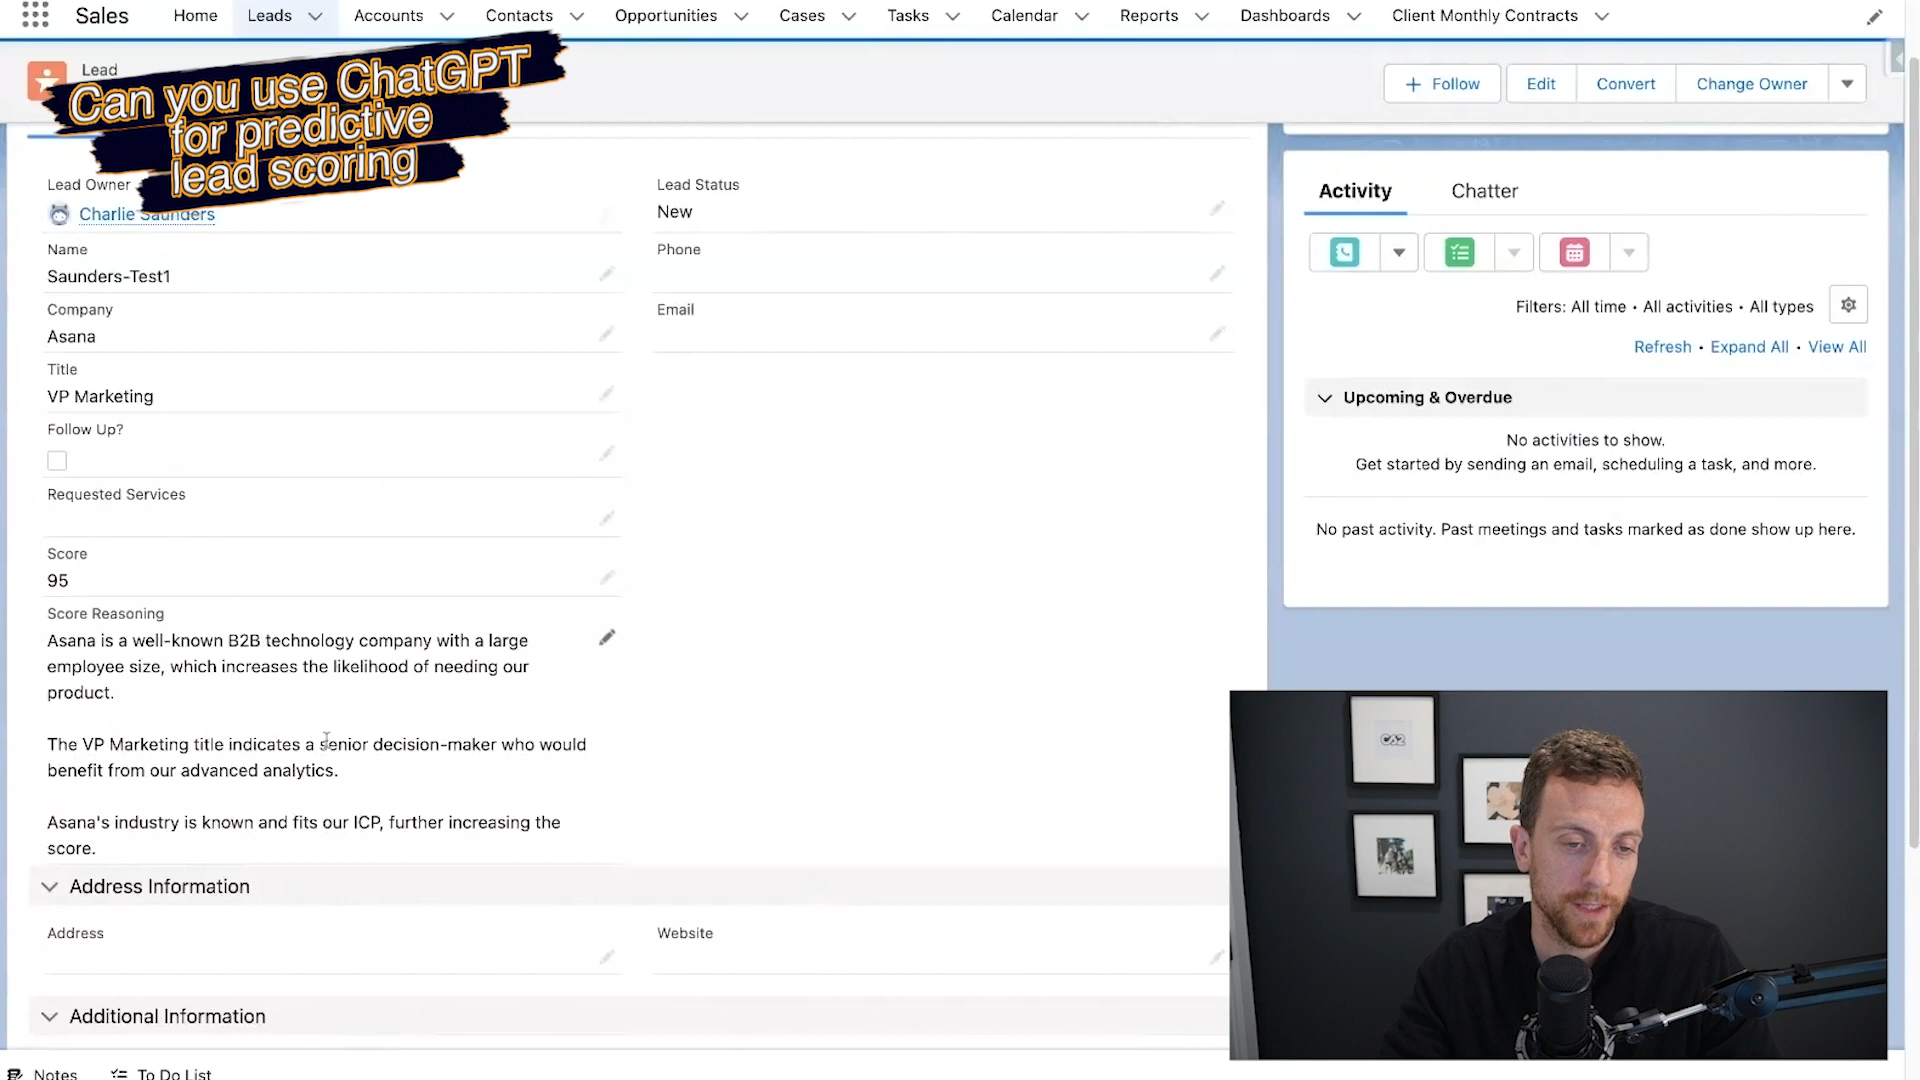 Sales
Home
Leads
Accounts
Contacts
Opportunities
Cases
Tasks
Calendar
Reports
Dashboards
Client Monthly Contracts
Lead
Can you use ChatGPT
for predictive
lead scoring
+ Follow
Edit
Convert
Change Owner
Lead Owner
Charlie Saunders
Lead Status
New
Name
Saunders-Test1
Phone
Company
Asana
Email
Title
VP Marketing
Follow Up?
Requested Services
Score
95
Score Reasoning
Asana is a well-known B2B technology company with a large
employee size, which increases the likelihood of needing our
product.
The VP Marketing title indicates a senior decision-maker who would
benefit from our advanced analytics.
Asana's industry is known and fits our ICP, further increasing the
score.
Address Information
Address
Website
Additional Information
Notes
To Do List
Activity
Chatter
Filters: All time • All activities • All types
Refresh • Expand All • View All
Upcoming & Overdue
No activities to show.
Get started by sending an email, scheduling a task, and more.
No past activity. Past meetings and tasks marked as done show up here.
CA2